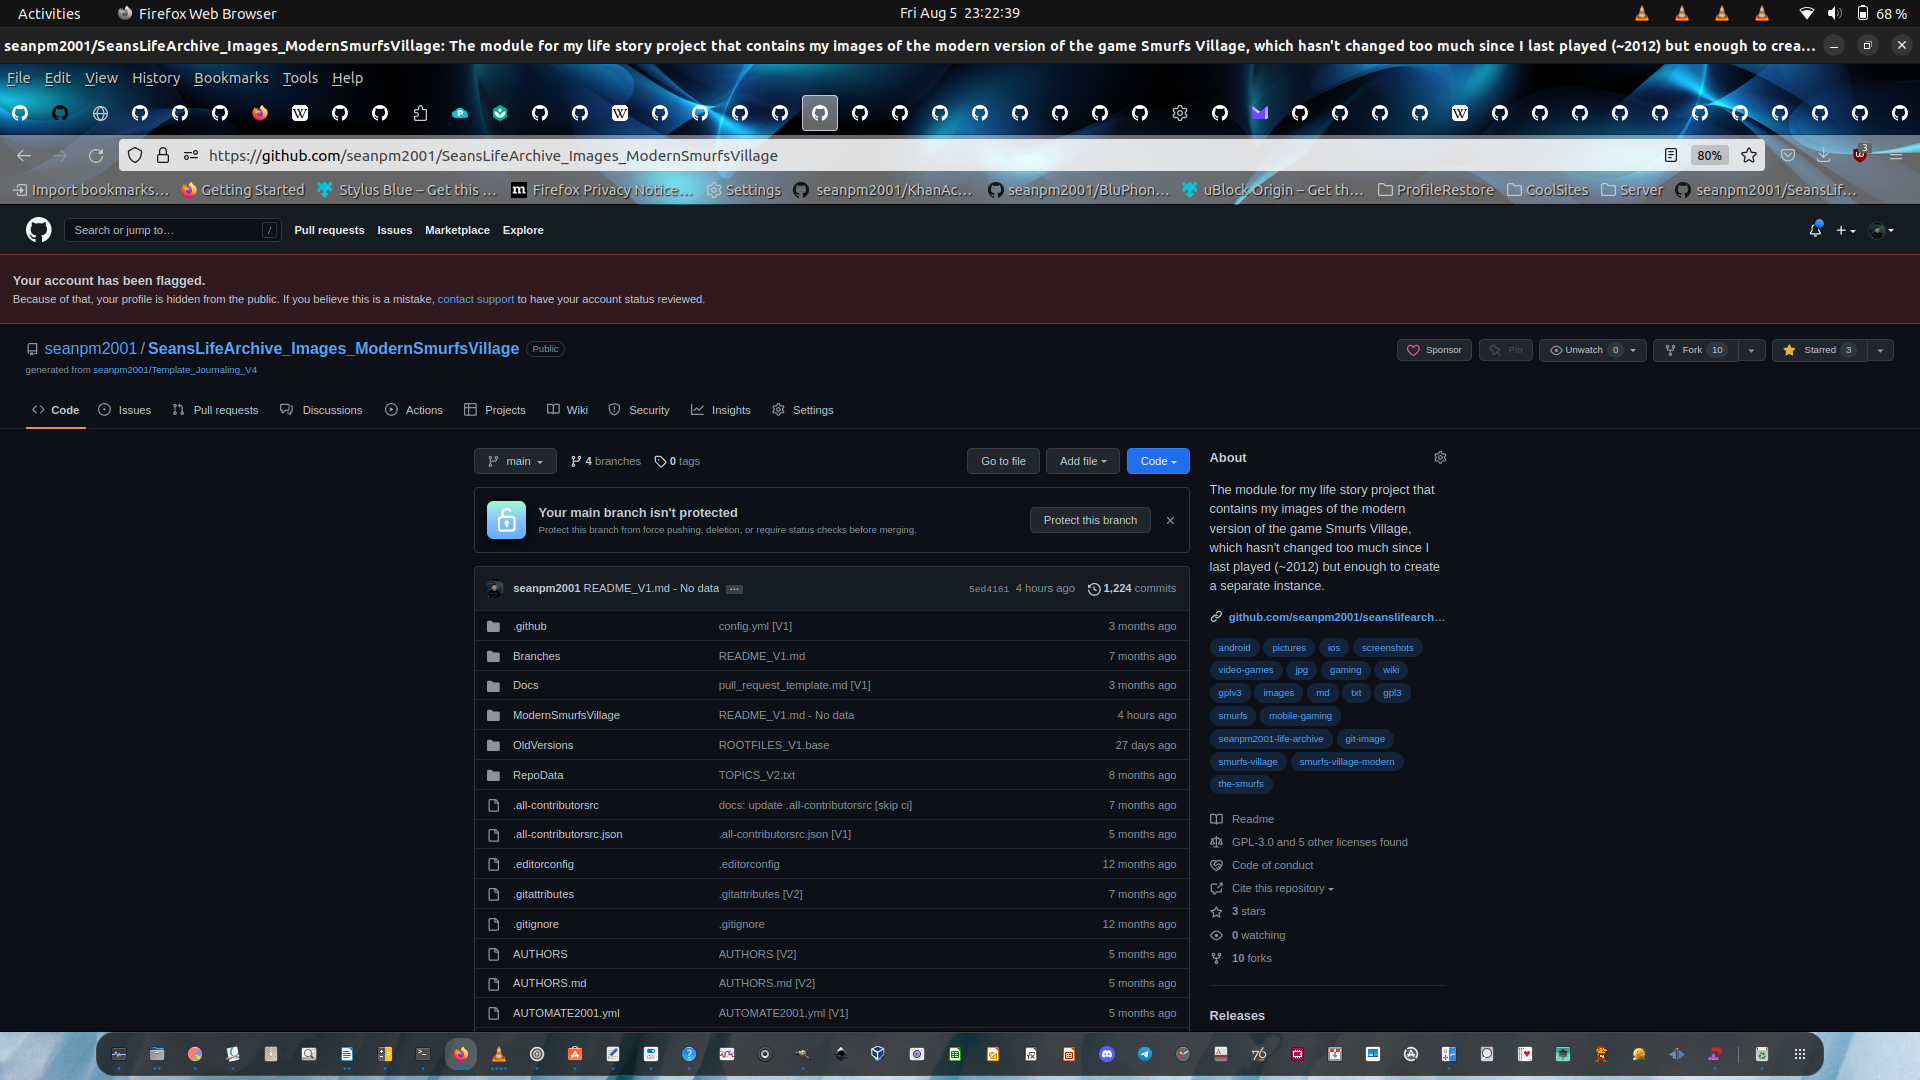 Activities Firefox Web Browser Fri Aug 5 23:22:39 68 %
seanpm2001/SeansLifeArchive_Images_ModernSmurfsVillage: The module for my life story project that contains my images of the modern version of the game Smurfs Village, which hasn't changed too much since I last played (~2012) but enough to crea…
File Edit View History Bookmarks Tools Help
https://github.com/seanpm2001/SeansLifeArchive_Images_ModernSmurfsVillage 80% 3
Import bookmarks… Getting Started Stylus Blue – Get this … Firefox Privacy Notice… Settings seanpm2001/KhanAc… seanpm2001/BluPhon… uBlock Origin – Get th… ProfileRestore CoolSites Server seanpm2001/SeansLif…
Search or jump to… / Pull requests Issues Marketplace Explore
Your account has been flagged.
Because of that, your profile is hidden from the public. If you believe this is a mistake, contact support to have your account status reviewed.
seanpm2001 / SeansLifeArchive_Images_ModernSmurfsVillage Public Sponsor Pin Unwatch 0 Fork 10 Starred 3
generated from seanpm2001/Template_Journaling_V4
Code Issues Pull requests Discussions Actions Projects Wiki Security Insights Settings
main 4 branches 0 tags Go to file Add file Code
Your main branch isn't protected
Protect this branch from force pushing, deletion, or require status checks before merging.
Protect this branch
seanpm2001 README_V1.md - No data … 5ed4161 4 hours ago 1,224 commits
.github config.yml [V1] 3 months ago
Branches README_V1.md 7 months ago
Docs pull_request_template.md [V1] 3 months ago
ModernSmurfsVillage README_V1.md - No data 4 hours ago
OldVersions ROOTFILES_V1.base 27 days ago
RepoData TOPICS_V2.txt 8 months ago
.all-contributorsrc docs: update .all-contributorsrc [skip ci] 7 months ago
.all-contributorsrc.json .all-contributorsrc.json [V1] 5 months ago
.editorconfig .editorconfig 12 months ago
.gitattributes .gitattributes [V2] 7 months ago
.gitignore .gitignore 12 months ago
AUTHORS AUTHORS [V2] 5 months ago
AUTHORS.md AUTHORS.md [V2] 5 months ago
AUTOMATE2001.yml AUTOMATE2001.yml [V1] 5 months ago
About
The module for my life story project that
contains my images of the modern
version of the game Smurfs Village,
which hasn't changed too much since I
last played (~2012) but enough to create
a separate instance.
github.com/seanpm2001/seanslifearch…
android pictures ios screenshots
video-games jpg gaming wiki
gplv3 images md txt gpl3
smurfs mobile-gaming
seanpm2001-life-archive git-image
smurfs-village smurfs-village-modern
the-smurfs
Readme
GPL-3.0 and 5 other licenses found
Code of conduct
Cite this repository
3 stars
0 watching
10 forks
Releases